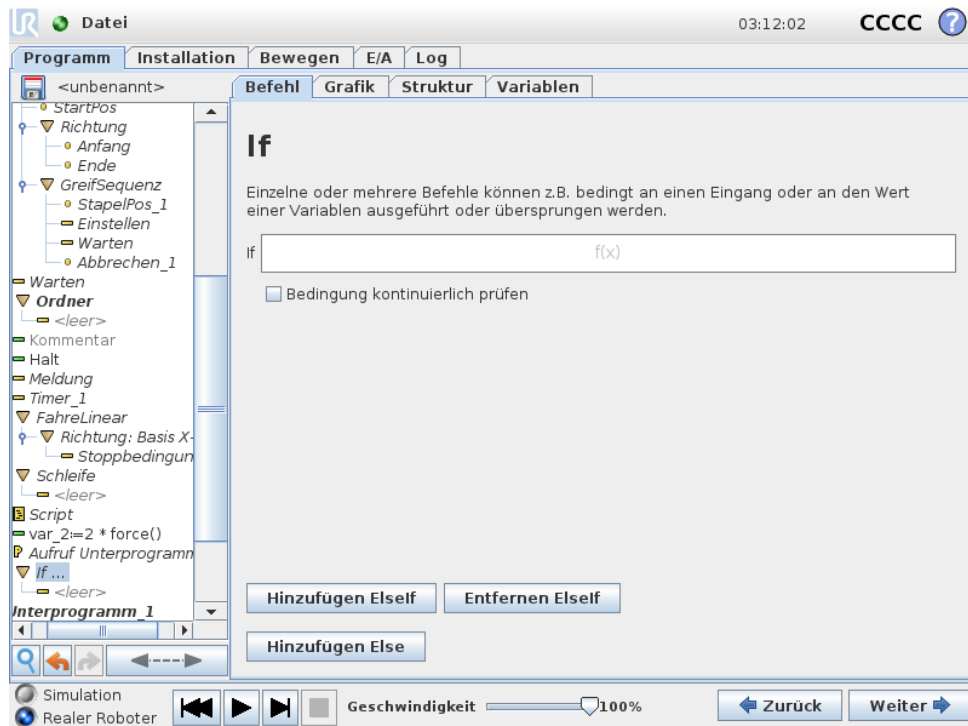 UR Datei 03:12:02 CCCC ?
Programm Installation Bewegen E/A Log
<unbenannt>
Befehl Grafik Struktur Variablen
StartPos
Richtung
Anfang
Ende
GreifSequenz
StapelPos_1
Einstellen
Warten
Abbrechen_1
Warten
Ordner
<leer>
Kommentar
Halt
Meldung
Timer_1
FahreLinear
Richtung: Basis X-
Stoppbedingun
Schleife
<leer>
Script
var_2:=2 * force()
P Aufruf Unterprogramm
If ...
<leer>
Interprogramm_1
If
Einzelne oder mehrere Befehle können z.B. bedingt an einen Eingang oder an den Wert
einer Variablen ausgeführt oder übersprungen werden.
If f(x)
Bedingung kontinuierlich prüfen
Hinzufügen ElseIf Entfernen ElseIf
Hinzufügen Else
Simulation
Realer Roboter
Geschwindigkeit 100%
Zurück Weiter